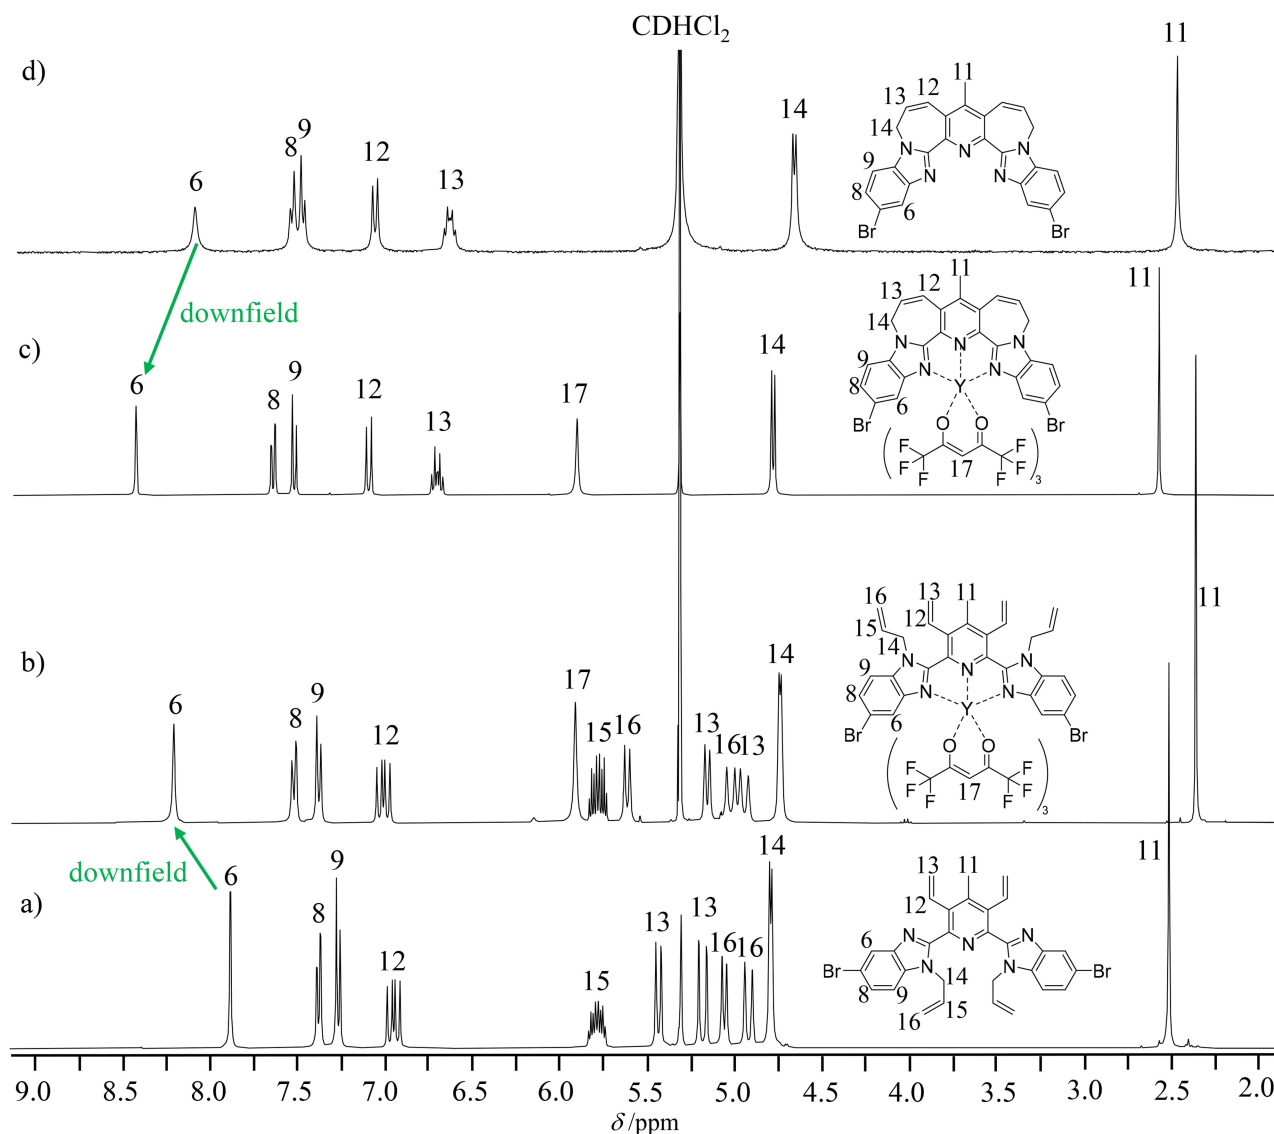 CDHCl₂
d)
6
8
9
12
13
14
11
11
13
12
14
9
8
6
N
N
N
N
N
Br
Br
downfield
c)
6
8
9
12
13
17
14
11
11
13
12
14
9
8
6
N
N
N
N
N
Y
Br
Br
O
O
F
F
F
F
F
F
17
3
b)
6
8
9
12
17
15
16
13
16
13
14
11
16
13
11
15
12
14
9
8
6
N
N
N
N
N
Y
Br
Br
O
O
F
F
F
F
F
F
17
3
downfield
a)
6
8
9
12
15
13
13
16
16
14
11
13
11
12
6
N
N
N
N
N
Br
Br
8
9
14
15
16
9.0 8.5 8.0 7.5 7.0 6.5 6.0 5.5 5.0 4.5 4.0 3.5 3.0 2.5 2.0
δ /ppm